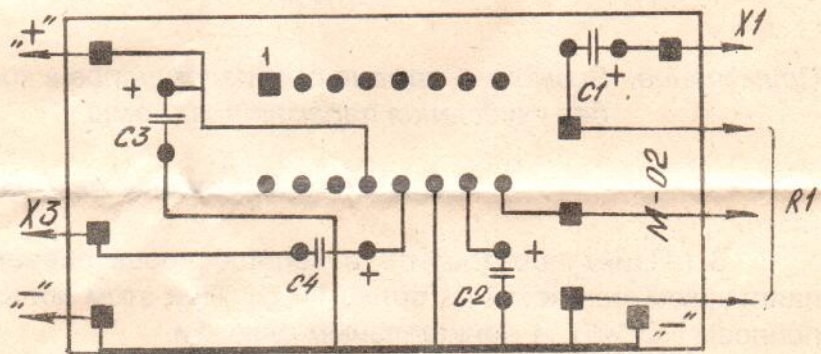 „+“
X1
1
+
+
C1
C3
M-02
R1
X3
+
+
C4
C2
„—“
„—“